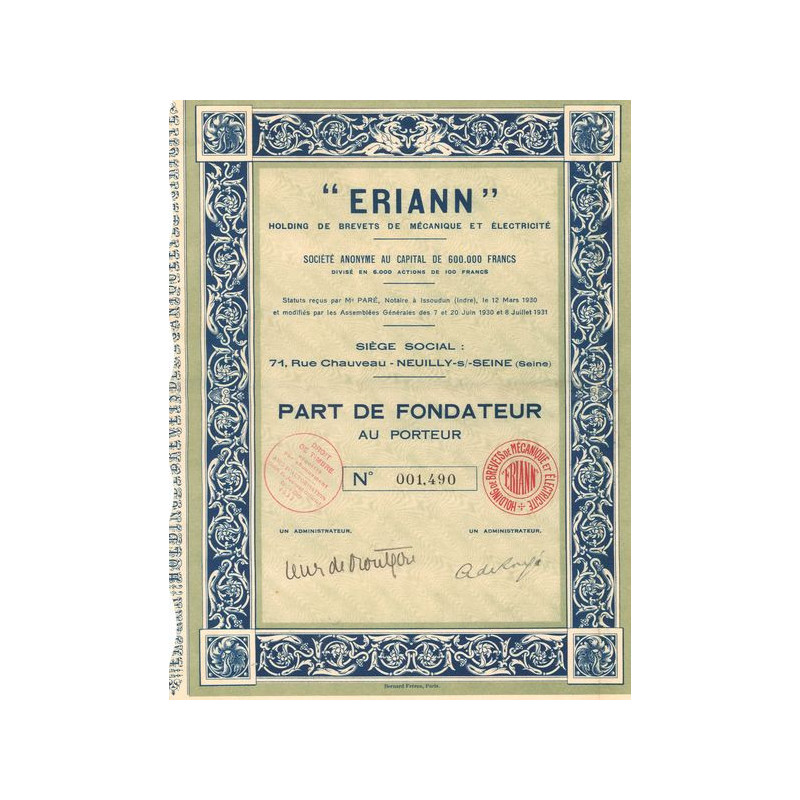 "ERIANN"
HOLDING DE BREVETS DE MÉCANIQUE ET ÉLECTRICITÉ
SOCIÉTÉ ANONYME AU CAPITAL DE 600.000 FRANCS
DIVISÉ EN 6.000 ACTIONS DE 100 FRANCS
Statuts reçus par Mᵉ PARÉ, Notaire à Issoudun (Indre), le 12 Mars 1930
et modifiés par les Assemblées Générales des 7 et 20 Juin 1930 et 6 Juillet 1931
SIÈGE SOCIAL :
71, Rue Chauveau - NEUILLY-s/-SEINE (Seine)
PART DE FONDATEUR
AU PORTEUR
DROIT
DE TIMBRE
N° 001.490
HOLDING DE BREVETS DE MÉCANIQUE ET ÉLECTRICITÉ
ERIANN
UN ADMINISTRATEUR,
UN ADMINISTRATEUR,
Bernard Frères, Paris.